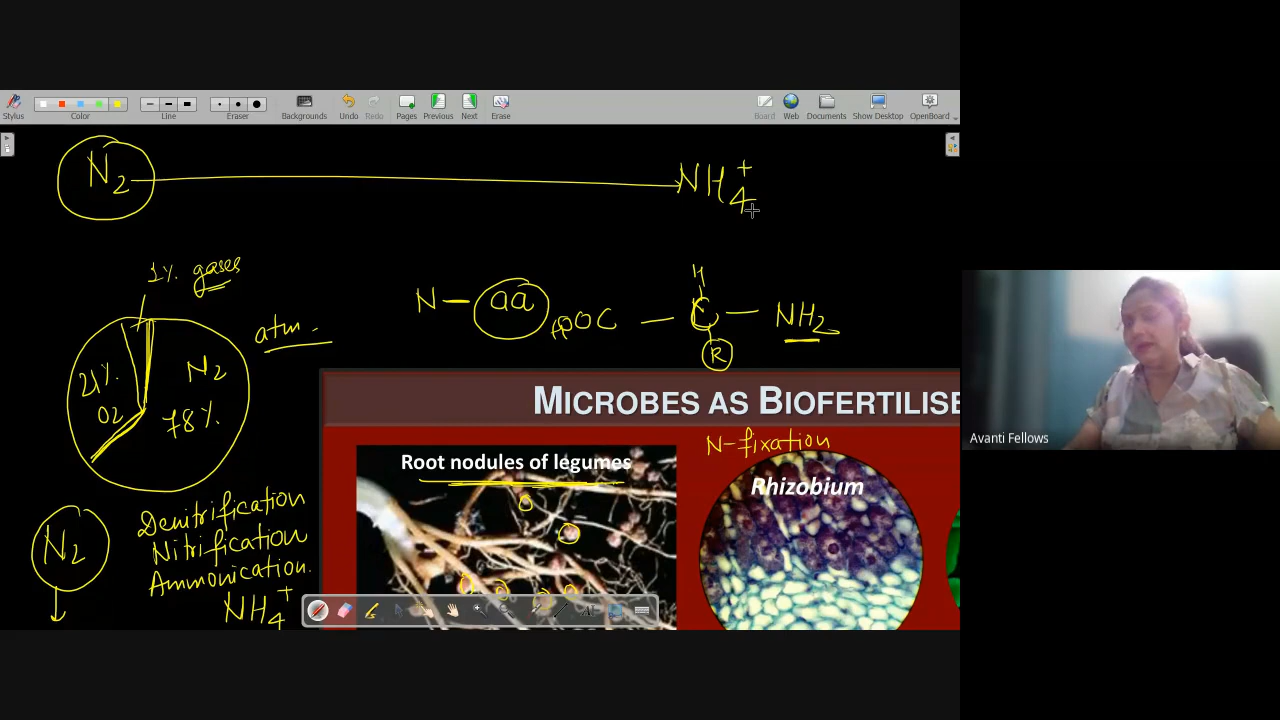 Stylus Color Line Eraser Backgrounds Undo Redo Pages Previous Next Erase Board Web Documents Show Desktop OpenBoard
N2 NH4+
1% gases
N — aa
H
HOOC — C — NH2
R
atm.
21%
O2
N2
78%
MICROBES AS BIOFERTILISE
N-fixation
Root nodules of legumes
Rhizobium
Avanti Fellows
N2
Denitrification
Nitrification
Ammonication.
NH4+